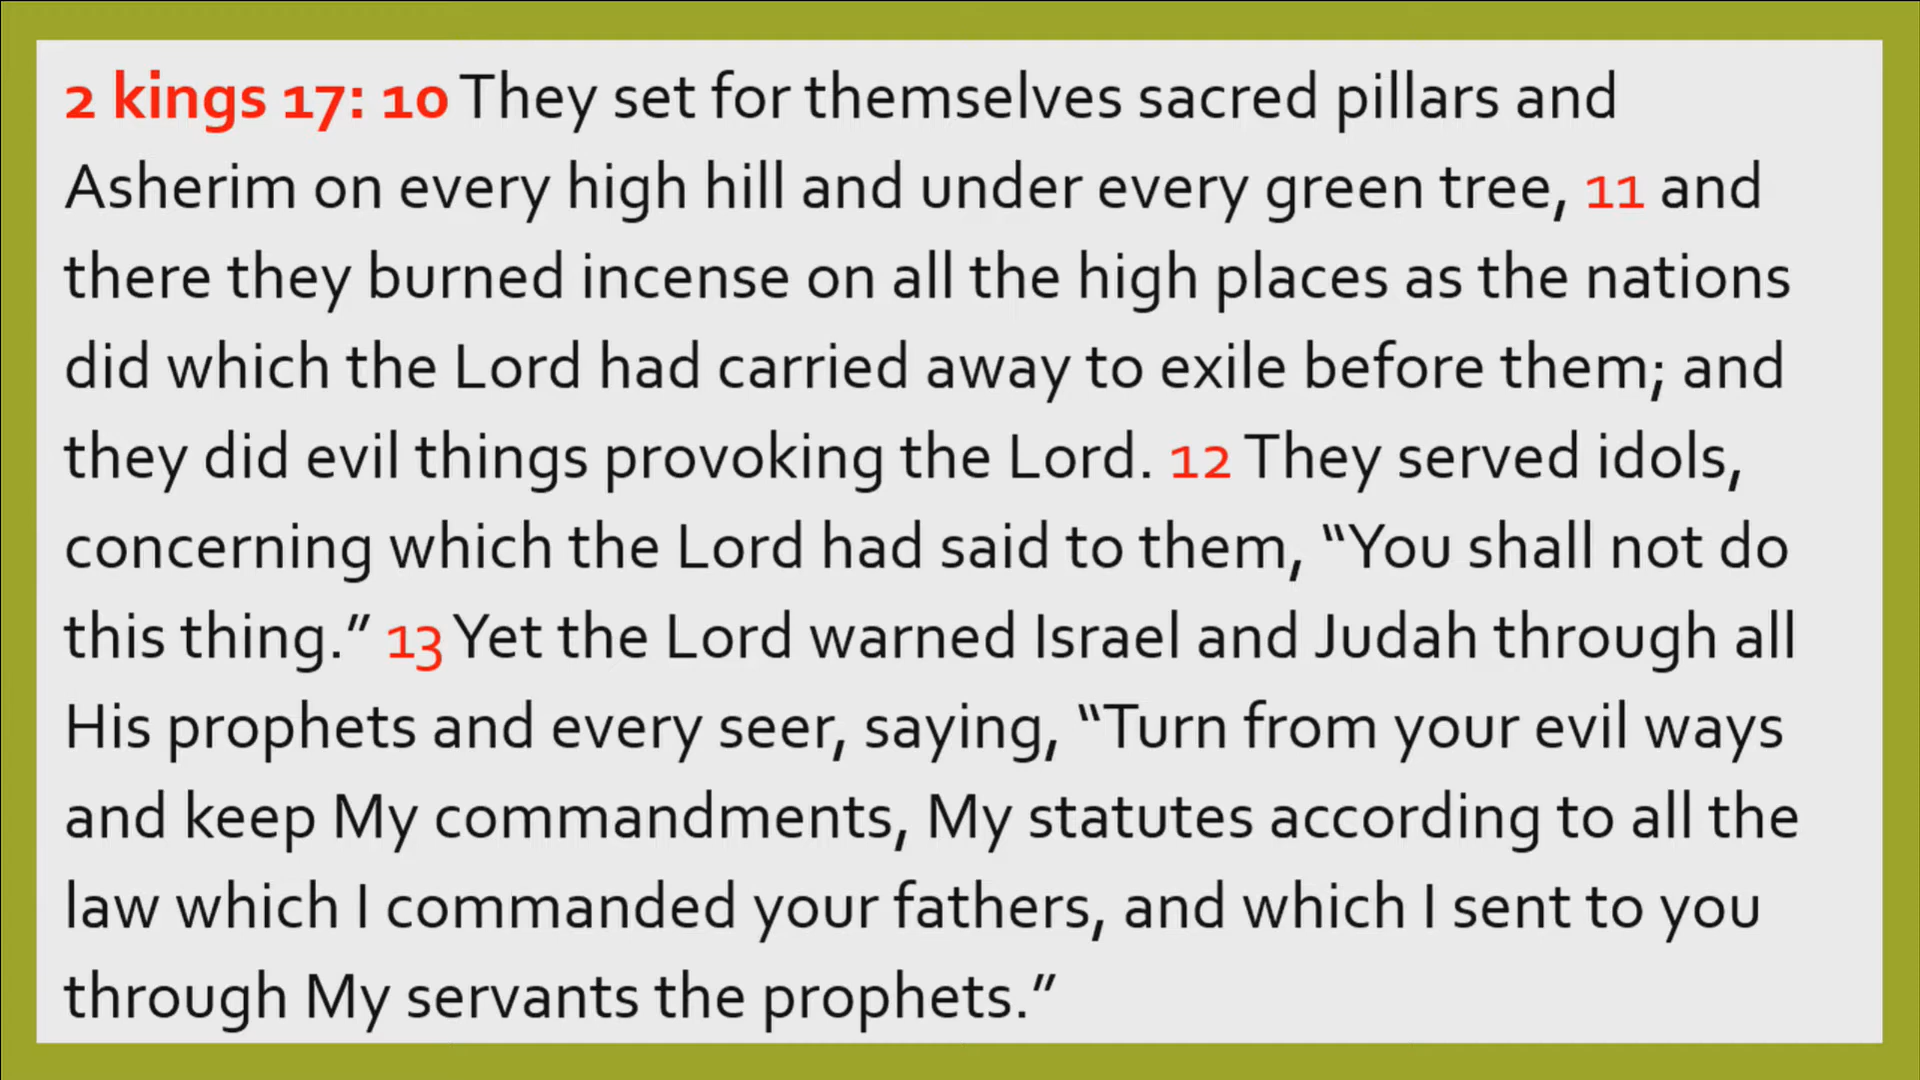 2 kings 17: 10 They set for themselves sacred pillars and
Asherim on every high hill and under every green tree, 11 and
there they burned incense on all the high places as the nations
did which the Lord had carried away to exile before them; and
they did evil things provoking the Lord. 12 They served idols,
concerning which the Lord had said to them, “You shall not do
this thing.” 13 Yet the Lord warned Israel and Judah through all
His prophets and every seer, saying, “Turn from your evil ways
and keep My commandments, My statutes according to all the
law which I commanded your fathers, and which I sent to you
through My servants the prophets.”